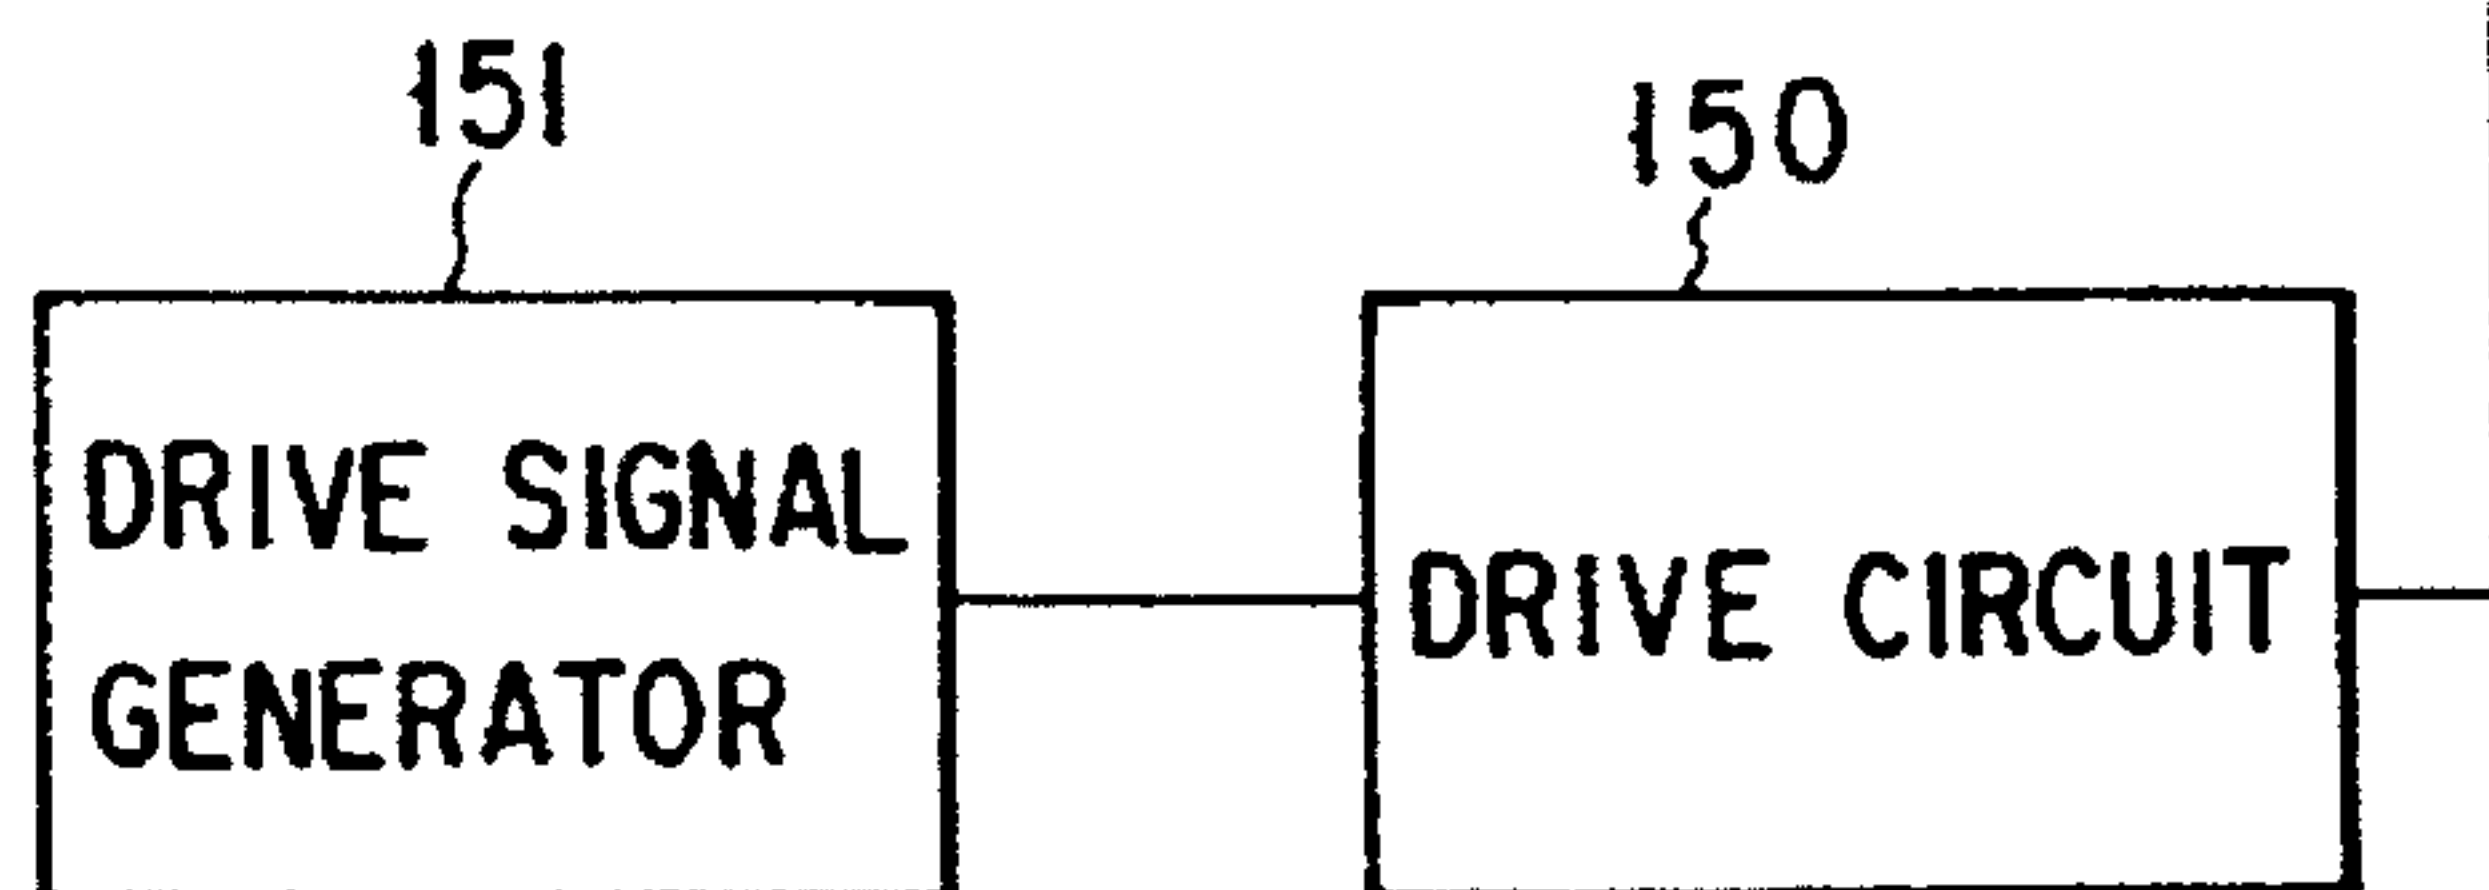 151
150
DRIVE SIGNAL
GENERATOR
DRIVE CIRCUIT